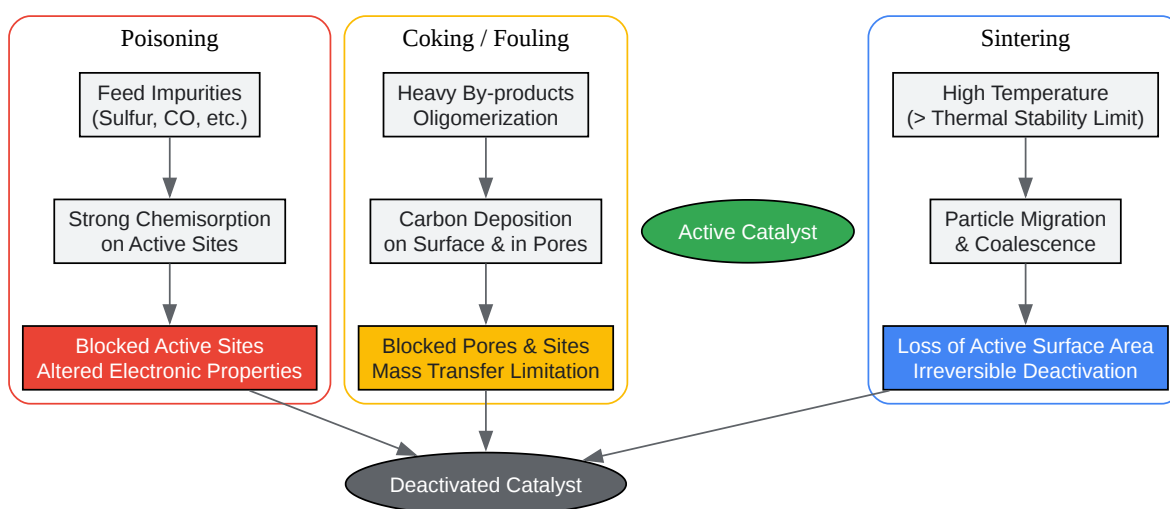 Poisoning
Feed Impurities
(Sulfur, CO, etc.)
Strong Chemisorption
on Active Sites
Blocked Active Sites
Altered Electronic Properties
Coking / Fouling
Heavy By-products
Oligomerization
Carbon Deposition
on Surface & in Pores
Blocked Pores & Sites
Mass Transfer Limitation
Active Catalyst
Sintering
High Temperature
(> Thermal Stability Limit)
Particle Migration
& Coalescence
Loss of Active Surface Area
Irreversible Deactivation
Deactivated Catalyst